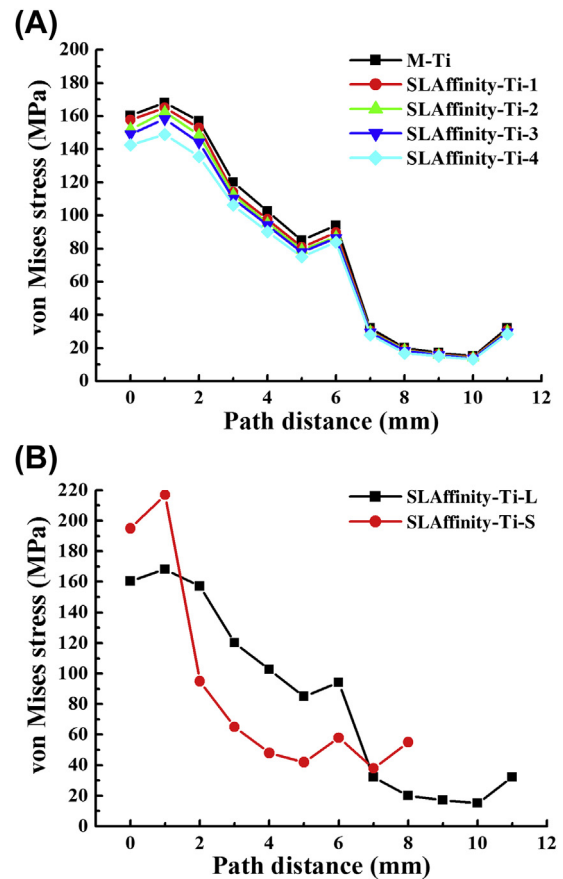 (A)
200
180
160
140
120
100
80
60
40
20
0
von Mises stress (MPa)
M-Ti
SLAffinity-Ti-1
SLAffinity-Ti-2
SLAffinity-Ti-3
SLAffinity-Ti-4
0 2 4 6 8 10 12
Path distance (mm)
(B)
220
200
180
160
140
120
100
80
60
40
20
0
von Mises stress (MPa)
SLAffinity-Ti-L
SLAffinity-Ti-S
0 2 4 6 8 10 12
Path distance (mm)